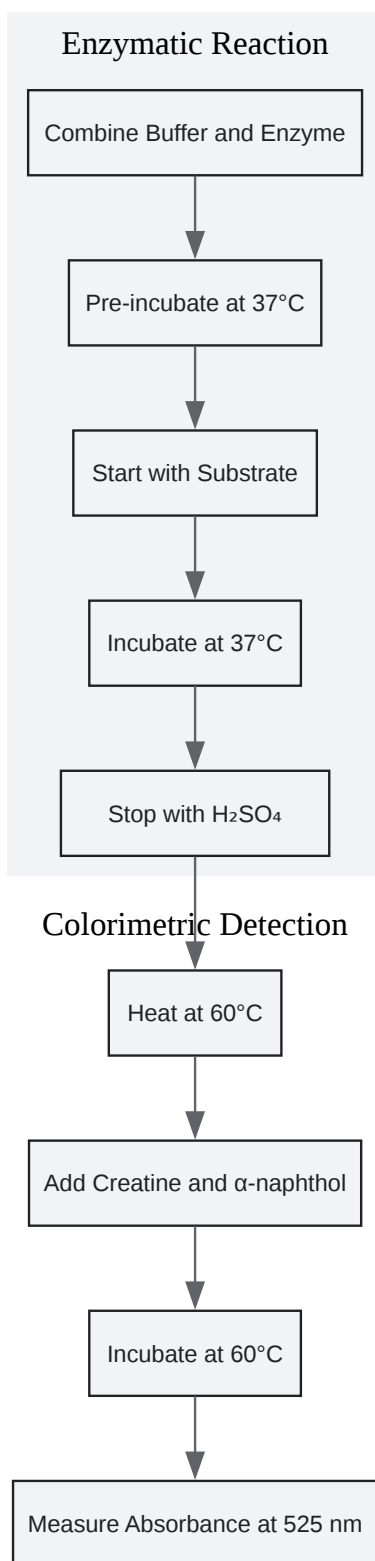 Enzymatic Reaction
Combine Buffer and Enzyme
Pre-incubate at 37°C
Start with Substrate
Incubate at 37°C
Stop with H₂SO₄
Colorimetric Detection
Heat at 60°C
Add Creatine and α-naphthol
Incubate at 60°C
Measure Absorbance at 525 nm